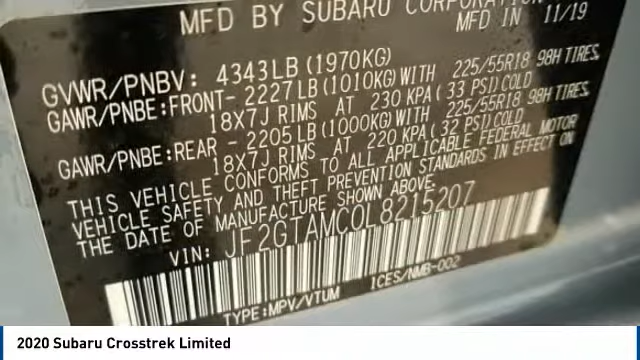 MFD BY SUBARU CORPORATION
MFD IN 11/19
GVWR/PNBV: 4343LB (1970KG)
GAWR/PNBE:FRONT- 2227LB (1010KG) WITH 225/55R18 98H TIRES,
18X7J RIMS AT 230 KPA (33 PSI) COLD
GAWR/PNBE:REAR - 2205LB (1000KG) WITH 225/55R18 98H TIRES,
18X7J RIMS AT 220 KPA (32 PSI) COLD
THIS VEHICLE CONFORMS TO ALL APPLICABLE FEDERAL MOTOR
VEHICLE SAFETY AND THEFT PREVENTION STANDARDS IN EFFECT ON
THE DATE OF MANUFACTURE SHOWN ABOVE.
VIN: JF2GTAMC0L8215207
TYPE:MPV/VTUM ICES/NMB-002
2020 Subaru Crosstrek Limited